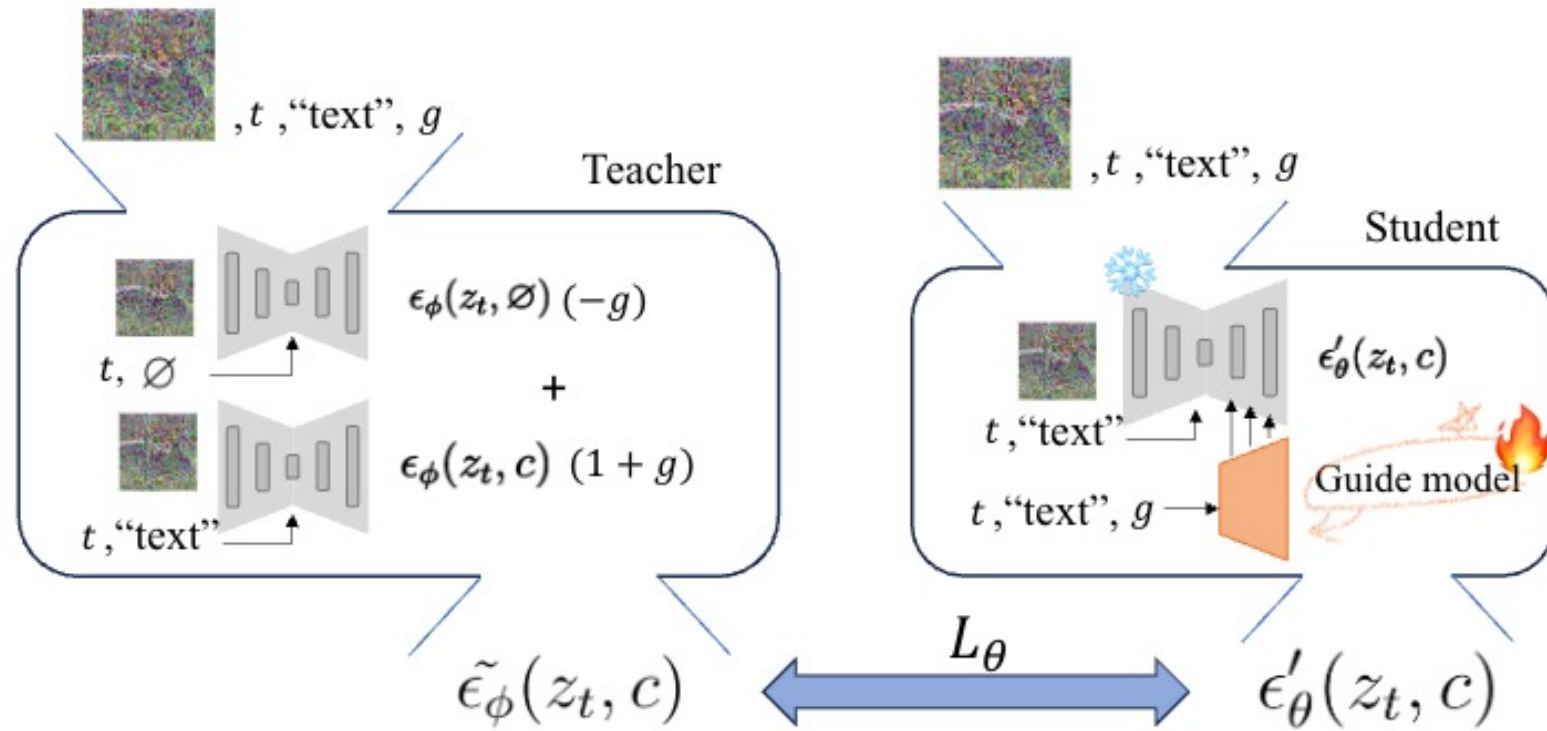 , t ,“text”, g
Teacher
ϵ_ϕ(z_t, ∅) (−g)
t, ∅
+
ϵ_ϕ(z_t, c) (1 + g)
t ,“text”
ϵ̃_ϕ(z_t, c)
L_θ
, t ,“text”, g
Student
ϵ′_θ(z_t, c)
t ,“text”
Guide model
t ,“text”, g
ϵ′_θ(z_t, c)